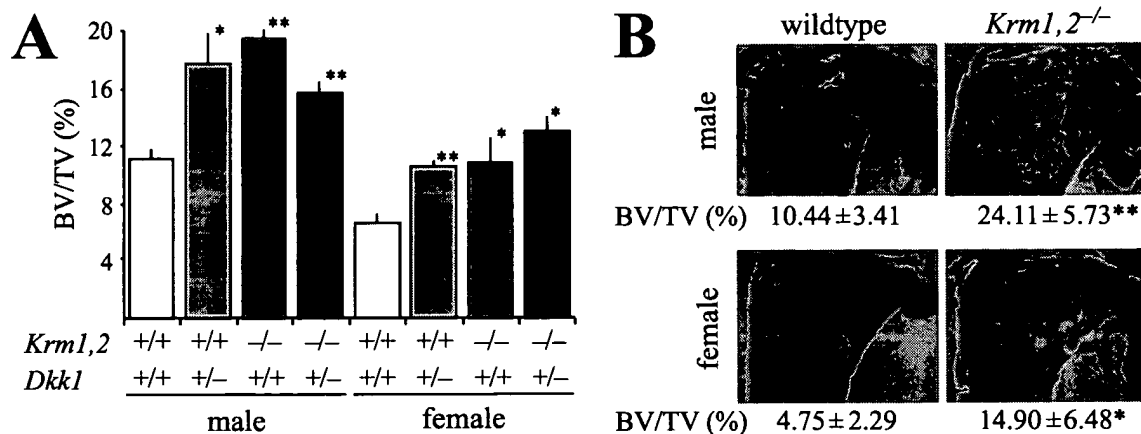 A
BV/TV (%)
20
16
12
8
4
*
**
**
**
*
*
Krm1,2 +/+ +/+ –/– –/– +/+ +/+ –/– –/–
Dkk1 +/+ +/– +/+ +/– +/+ +/– +/+ +/–
male female
B
wildtype Krm1,2–/–
male
BV/TV (%) 10.44±3.41 24.11±5.73**
female
BV/TV (%) 4.75±2.29 14.90±6.48*